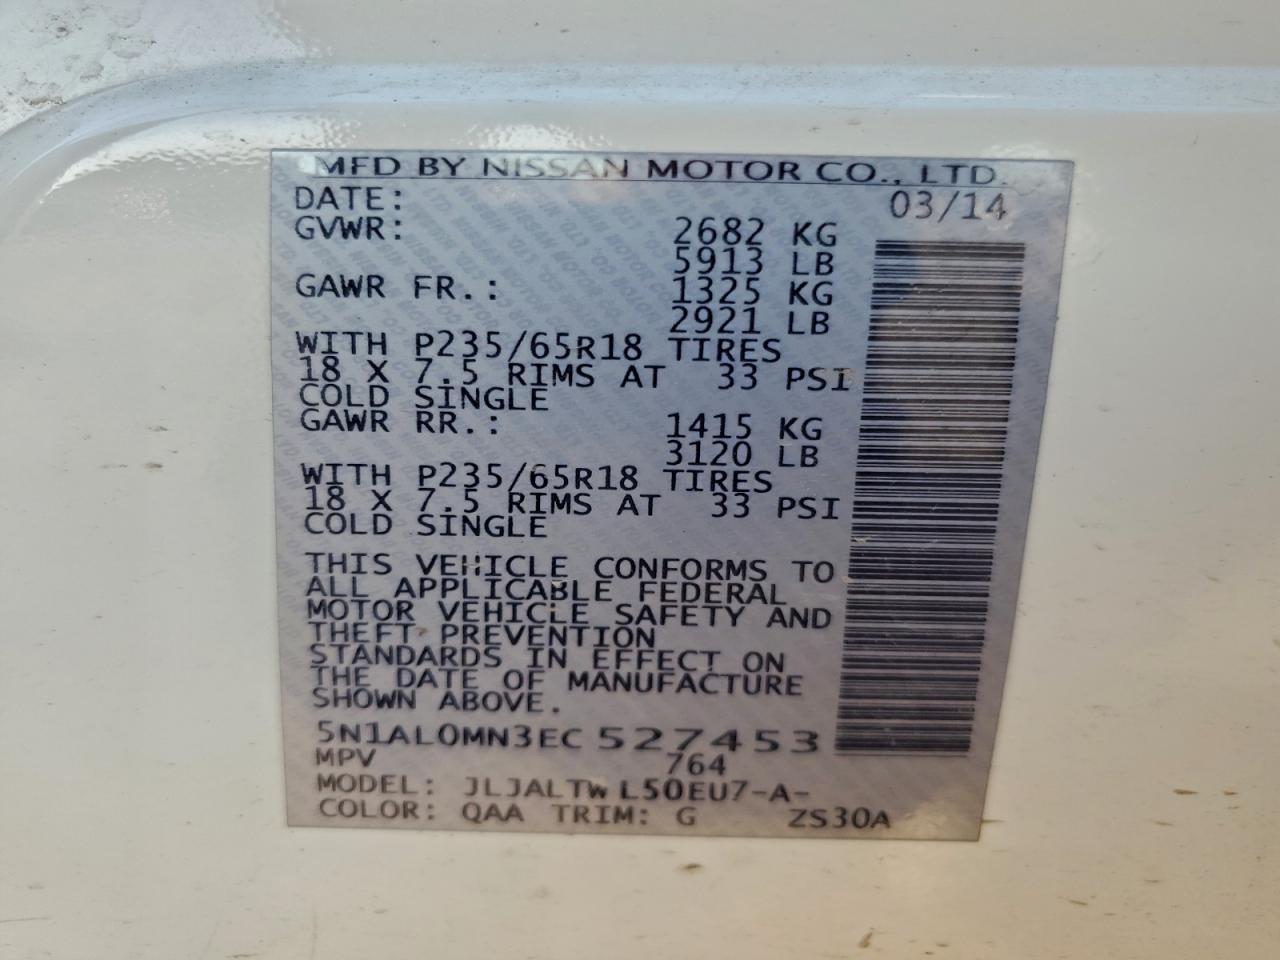 MFD BY NISSAN MOTOR CO., LTD.
DATE: 03/14
GVWR: 2682 KG
5913 LB
GAWR FR.: 1325 KG
2921 LB
WITH P235/65R18 TIRES
18 X 7.5 RIMS AT 33 PSI
COLD SINGLE
GAWR RR.: 1415 KG
3120 LB
WITH P235/65R18 TIRES
18 X 7.5 RIMS AT 33 PSI
COLD SINGLE
THIS VEHICLE CONFORMS TO
ALL APPLICABLE FEDERAL
MOTOR VEHICLE SAFETY AND
THEFT PREVENTION
STANDARDS IN EFFECT ON
THE DATE OF MANUFACTURE
SHOWN ABOVE.
5N1AL0MN3EC527453
MPV 764
MODEL: JLJALTWL50EU7-A-
COLOR: QAA TRIM: G ZS30A